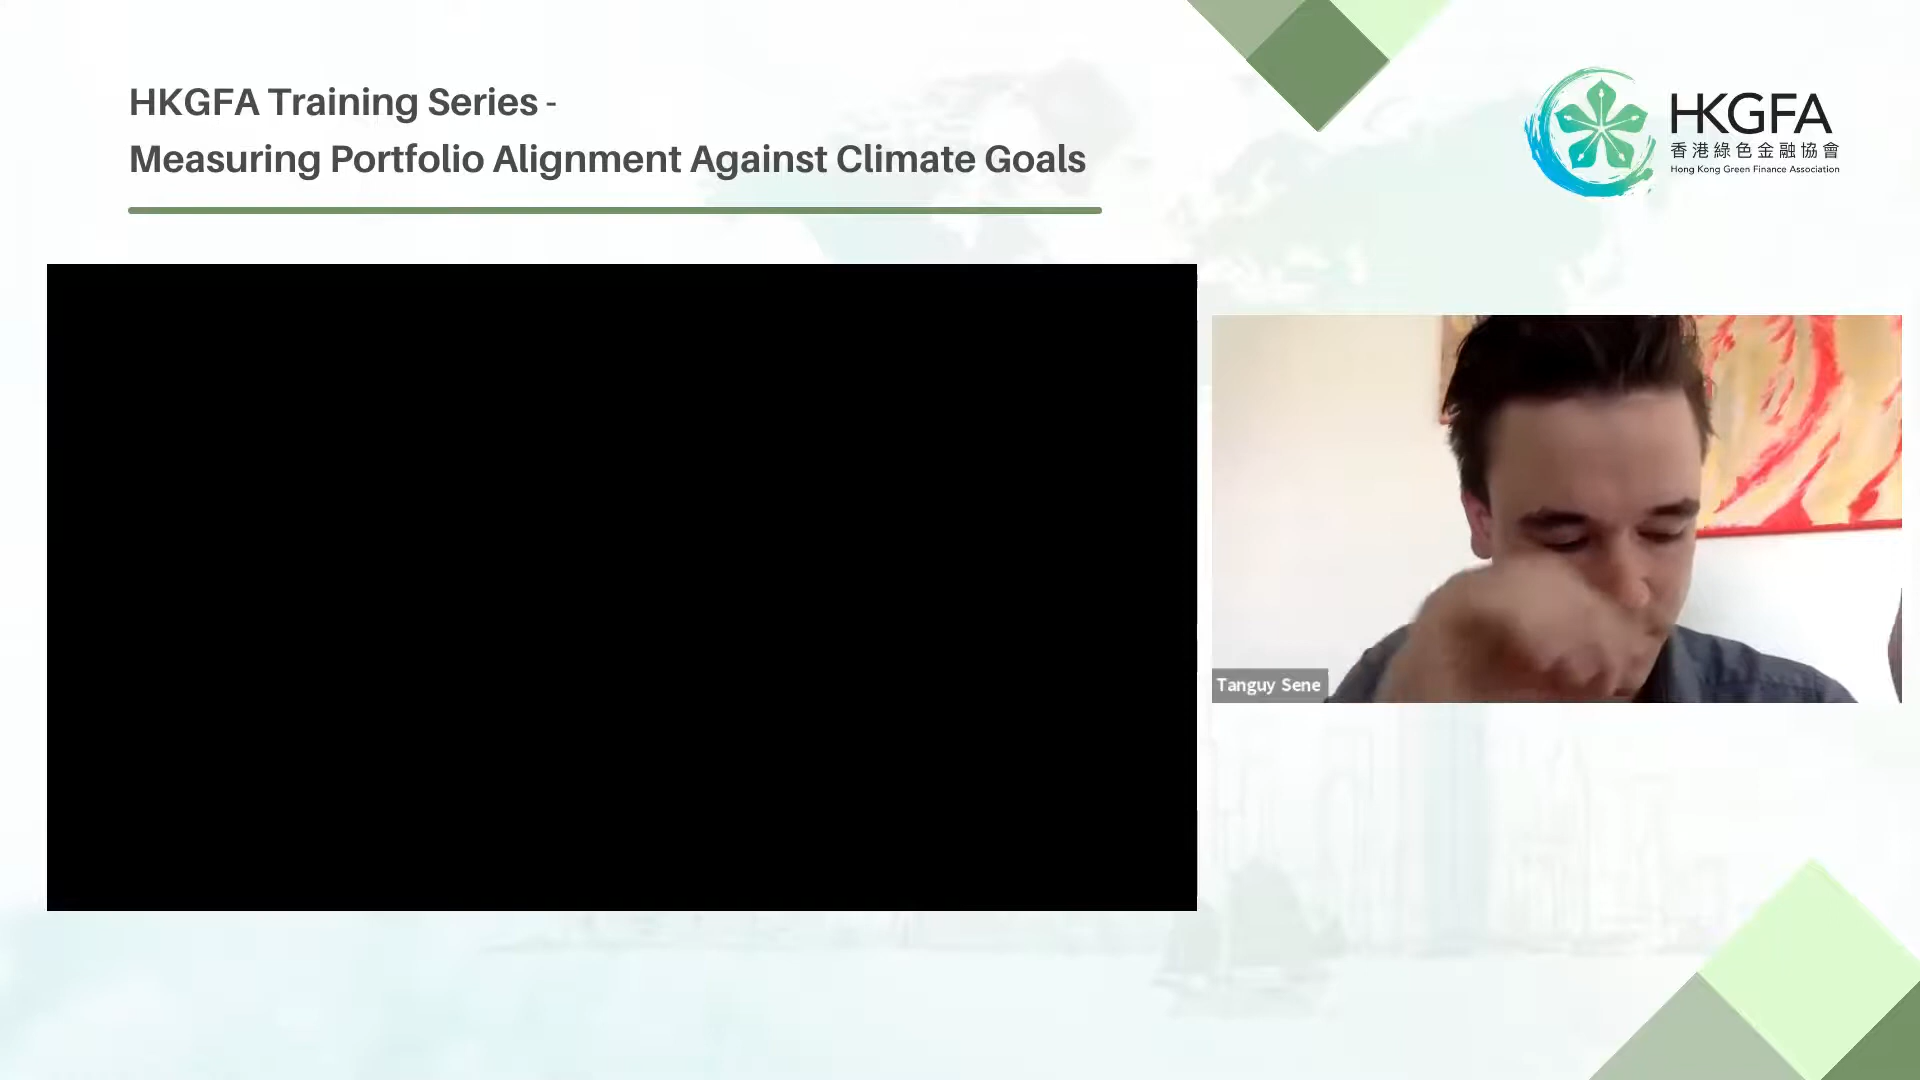 HKGFA Training Series -
Measuring Portfolio Alignment Against Climate Goals
HKGFA
香港綠色金融協會
Hong Kong Green Finance Association
Tanguy Sene